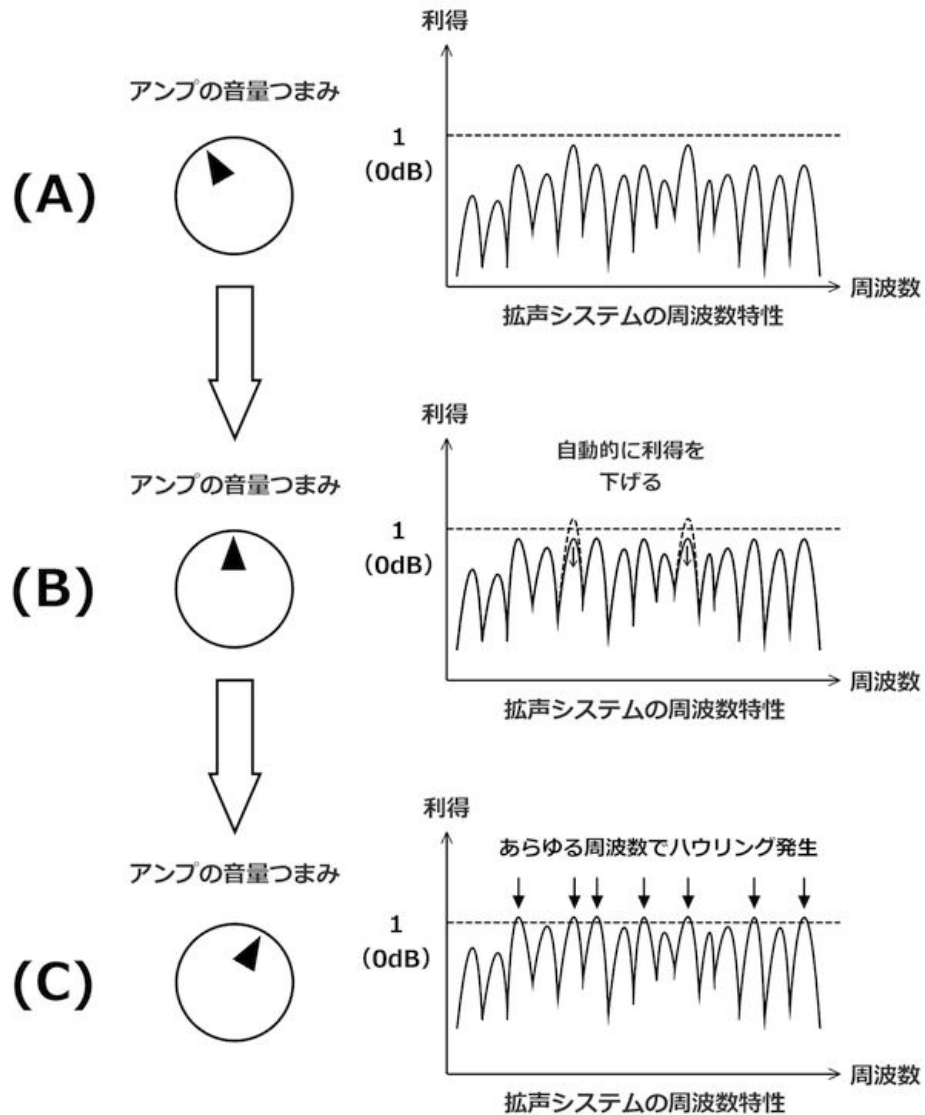 利得
アンプの音量つまみ
(A)
1
(0dB)
周波数
拡声システムの周波数特性
利得
自動的に利得を
下げる
アンプの音量つまみ
(B)
1
(0dB)
周波数
拡声システムの周波数特性
利得
あらゆる周波数でハウリング発生
アンプの音量つまみ
(C)
1
(0dB)
周波数
拡声システムの周波数特性